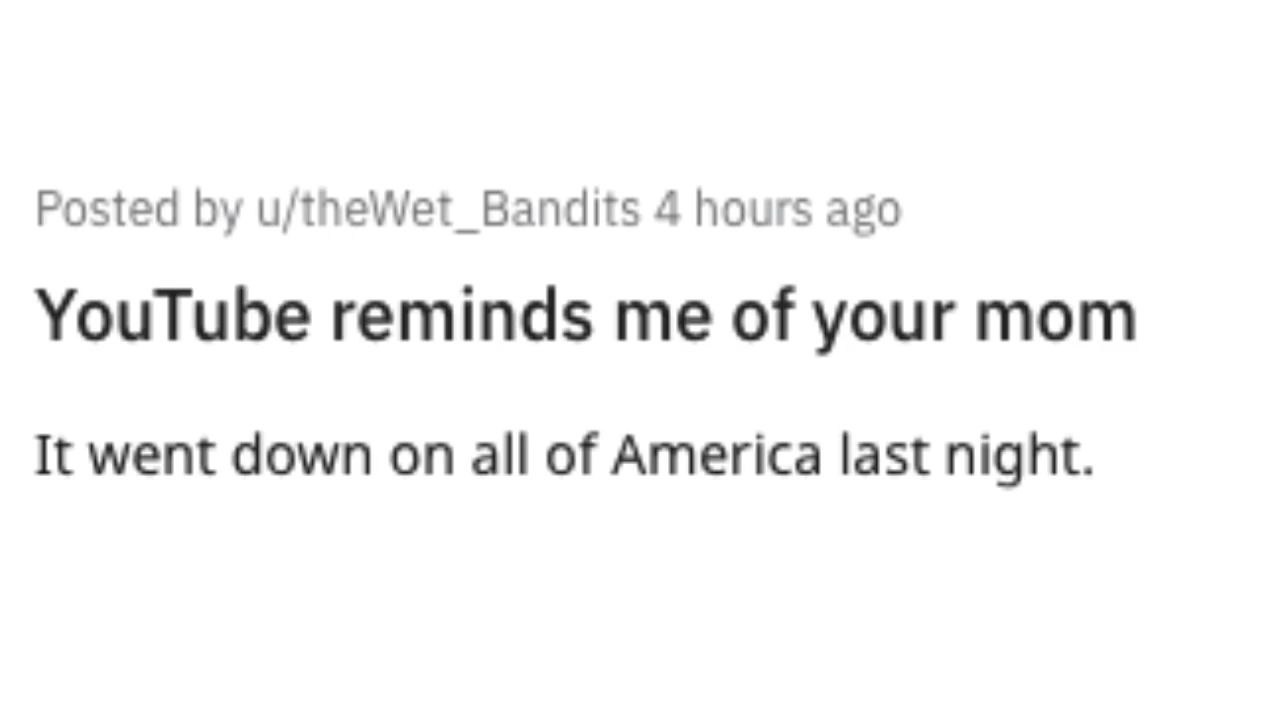 Posted by u/theWet_Bandits 4 hours ago
YouTube reminds me of your mom
It went down on all of America last night.